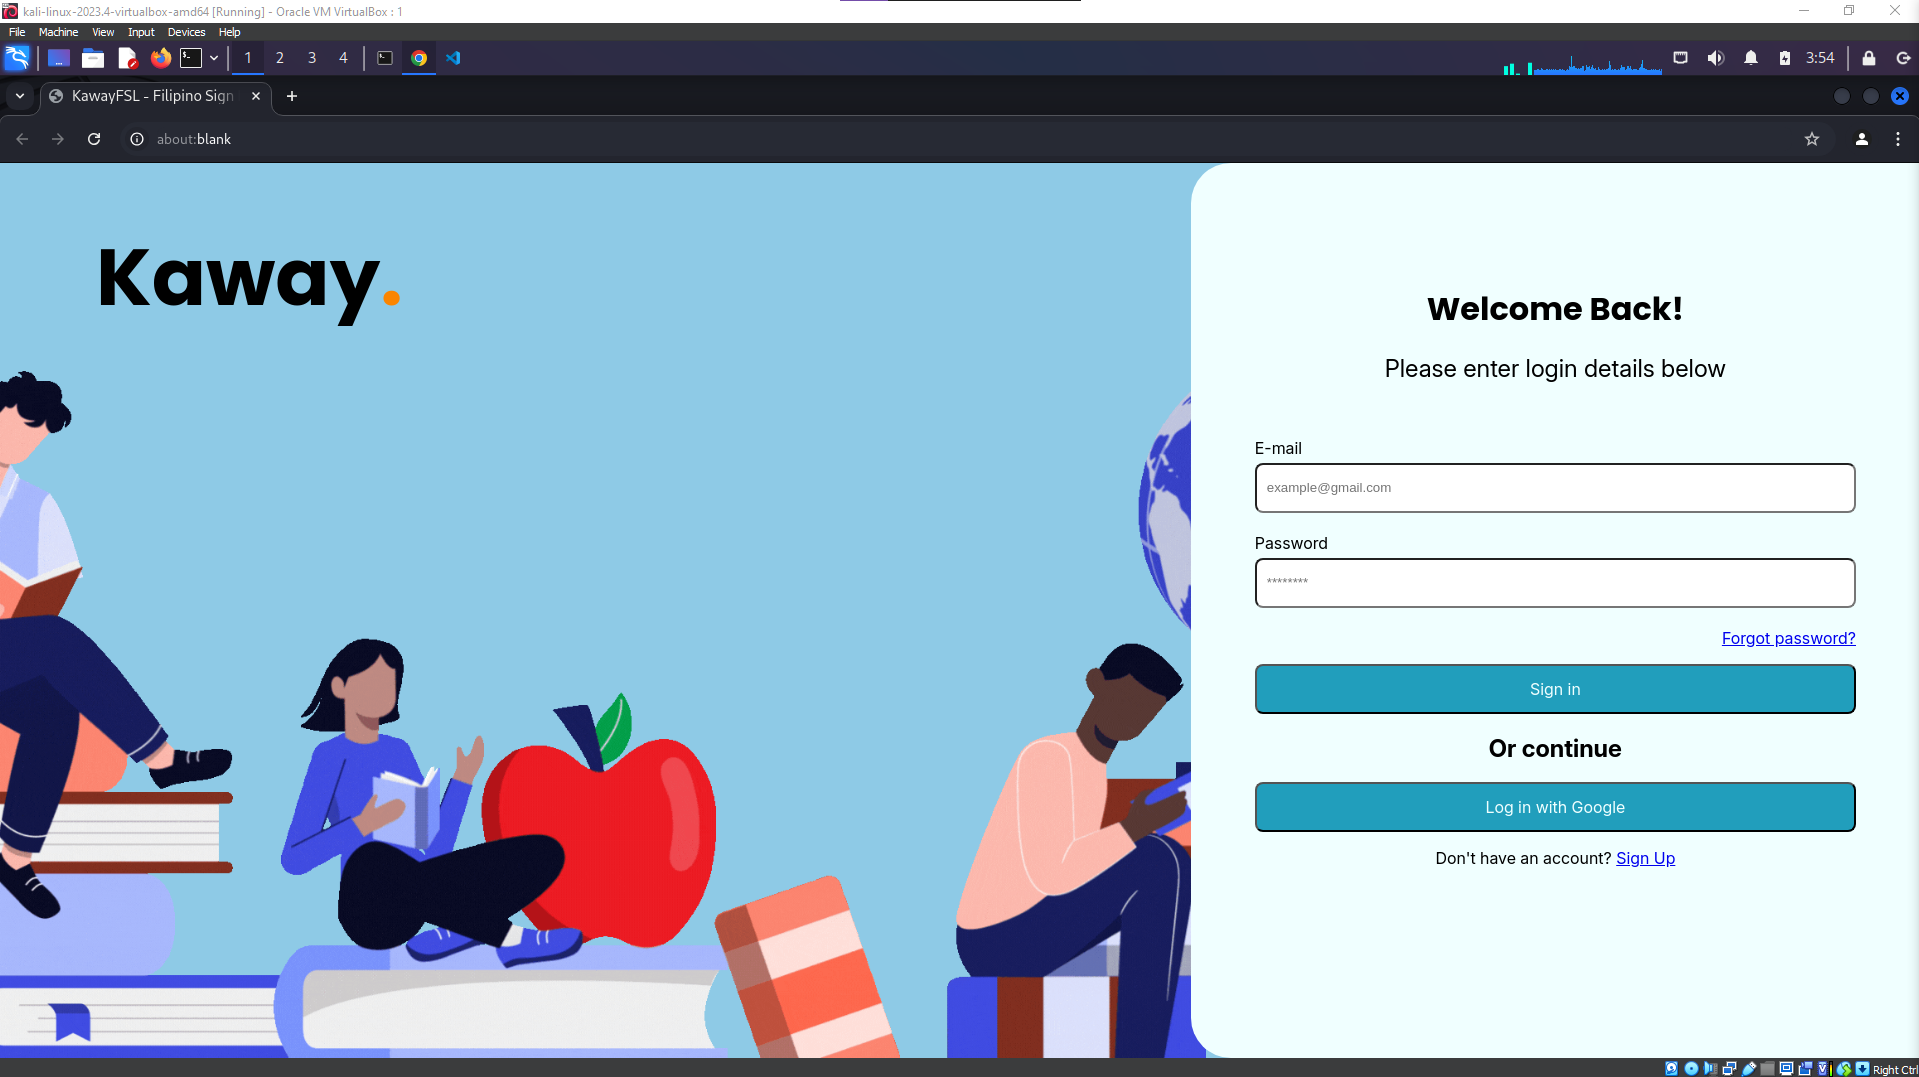 kali-linux-2023.4-virtualbox-amd64 [Running] - Oracle VM VirtualBox : 1
File Machine View Input Devices Help
1 2 3 4 3:54
KawayFSL - Filipino Sign
about:blank
Kaway.
Welcome Back!
Please enter login details below
E-mail
example@gmail.com
Password
********
Forgot password?
Sign in
Or continue
Log in with Google
Don't have an account? Sign Up
Right Ctrl